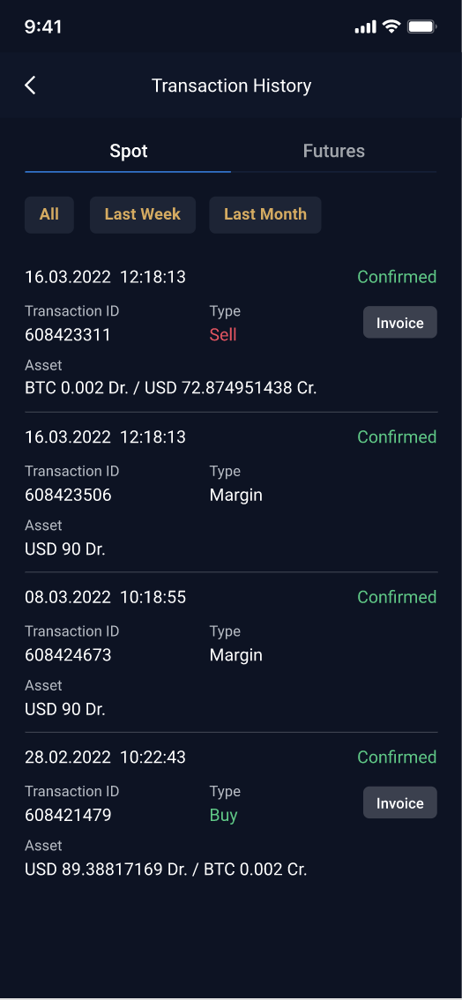 9:41
Transaction History
Spot Futures
All Last Week Last Month
16.03.2022 12:18:13 Confirmed
Transaction ID Type
608423311 Sell Invoice
Asset
BTC 0.002 Dr. / USD 72.874951438 Cr.
16.03.2022 12:18:13 Confirmed
Transaction ID Type
608423506 Margin
Asset
USD 90 Dr.
08.03.2022 10:18:55 Confirmed
Transaction ID Type
608424673 Margin
Asset
USD 90 Dr.
28.02.2022 10:22:43 Confirmed
Transaction ID Type
608421479 Buy Invoice
Asset
USD 89.38817169 Dr. / BTC 0.002 Cr.